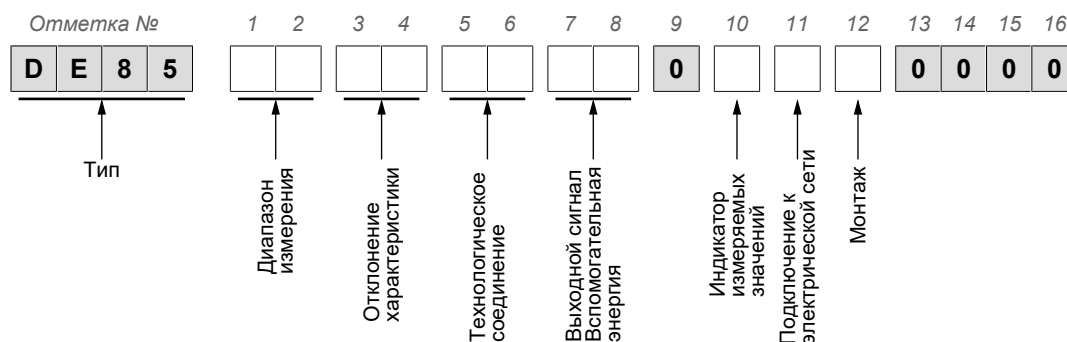 Отметка №
1 2 3 4 5 6 7 8 9 10 11 12 13 14 15 16
D E 8 5 0 0 0 0 0
Тип
Диапазон
измерения
Отклонение
характеристики
Технологическое
соединение
Выходной сигнал
Вспомогательная
энергия
Индикатор
измеряемых
значений
Подключение к
электрической сети
Монтаж